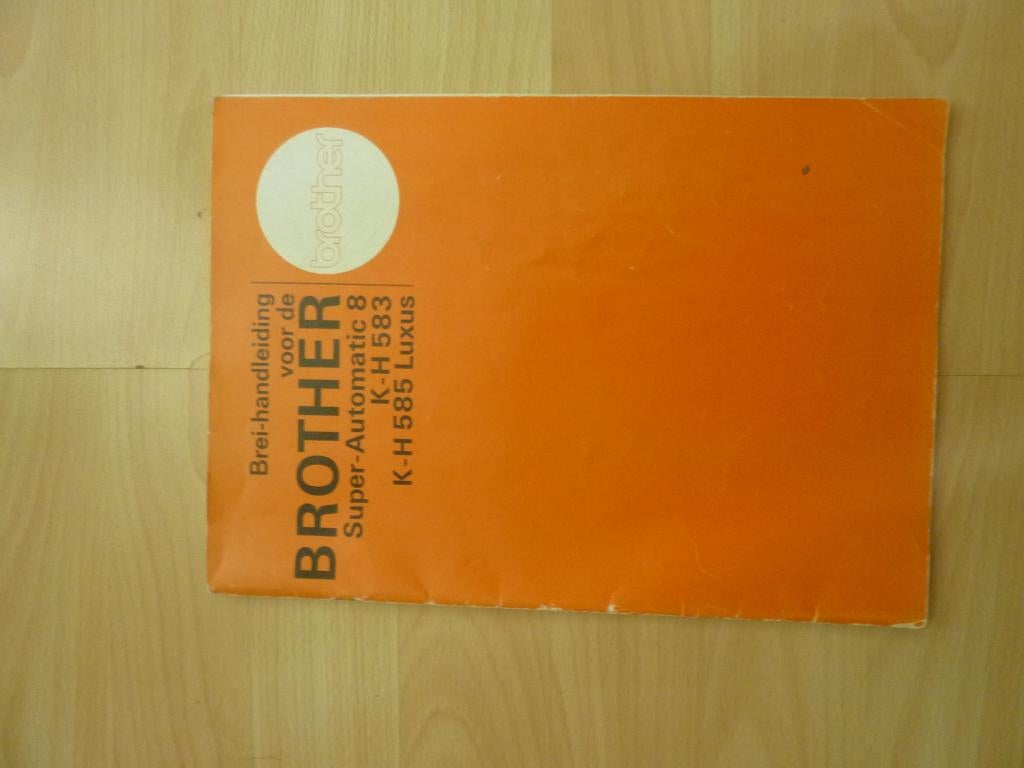 Brei-handleiding
voor de
BROTHER
Super-Automatic 8
K-H 583
K-H 585 Luxus
brother